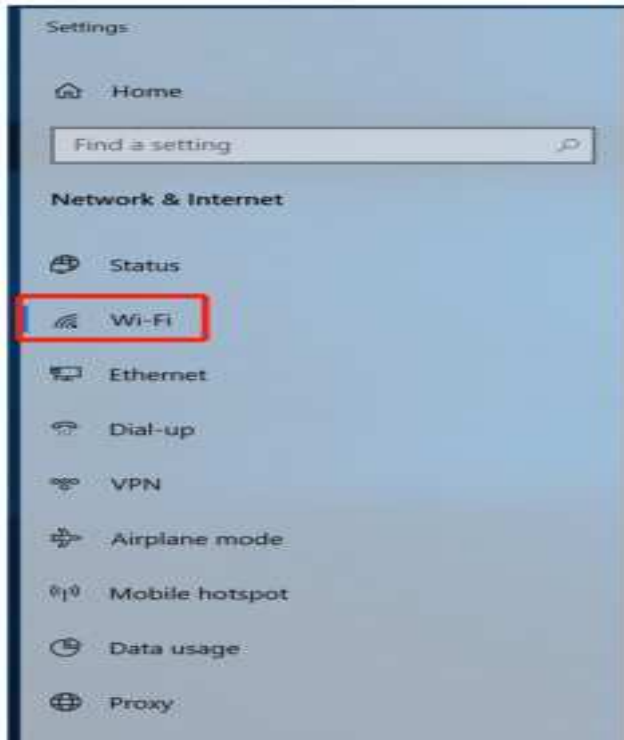 Settings
Home
Find a setting
Network & Internet
Status
Wi-Fi
Ethernet
Dial-up
VPN
Airplane mode
Mobile hotspot
Data usage
Proxy